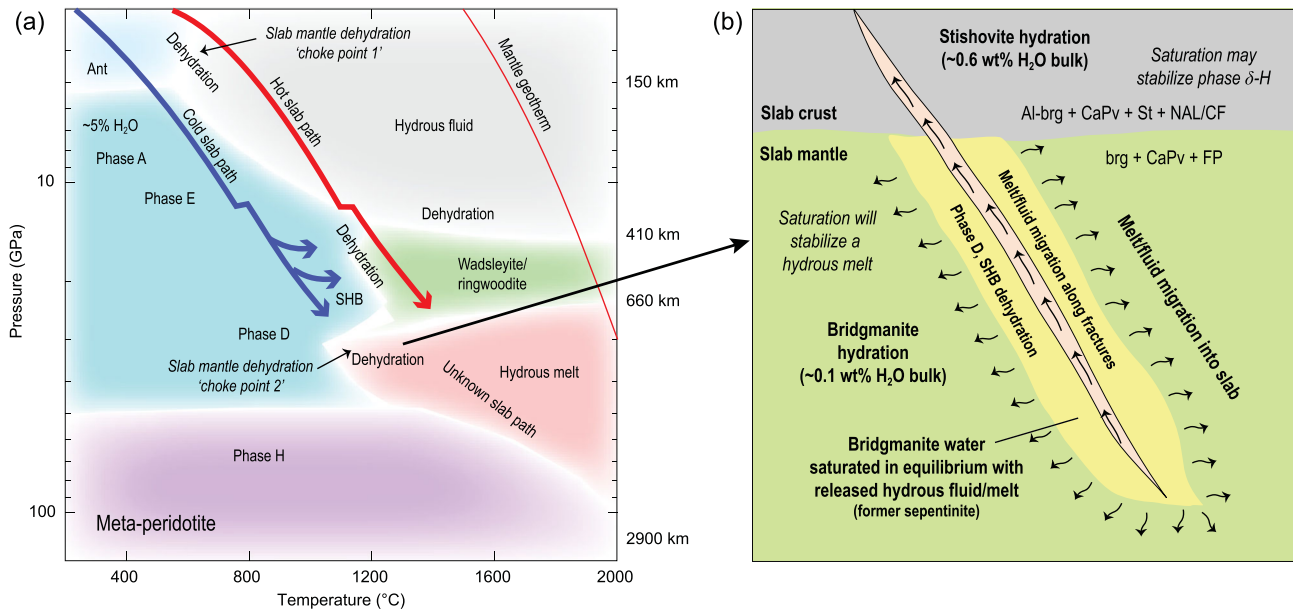 (a)
Slab mantle dehydration
‘choke point 1’
Dehydration
Ant
Mantle geotherm
150 km
Hot slab path
Hydrous fluid
~5% H2O
Cold slab path
Phase A
Phase E
10
Dehydration
410 km
Dehydration
Wadsleyite/
ringwoodite
SHB
660 km
Phase D
Slab mantle dehydration
‘choke point 2’
Dehydration
Hydrous melt
Unknown slab path
Phase H
100
Meta-peridotite
2900 km
Pressure (GPa)
400
800
1200
1600
2000
Temperature (°C)
(b)
Stishovite hydration
(~0.6 wt% H2O bulk)
Saturation may
stabilize phase δ-H
Slab crust
Al-brg + CaPv + St + NAL/CF
Slab mantle
brg + CaPv + FP
Saturation will
stabilize a
hydrous melt
Phase D, SHB dehydration
Melt/fluid migration along fractures
Melt/fluid migration into slab
Bridgmanite
hydration
(~0.1 wt% H2O bulk)
Bridgmanite water
saturated in equilibrium with
released hydrous fluid/melt
(former sepentinite)